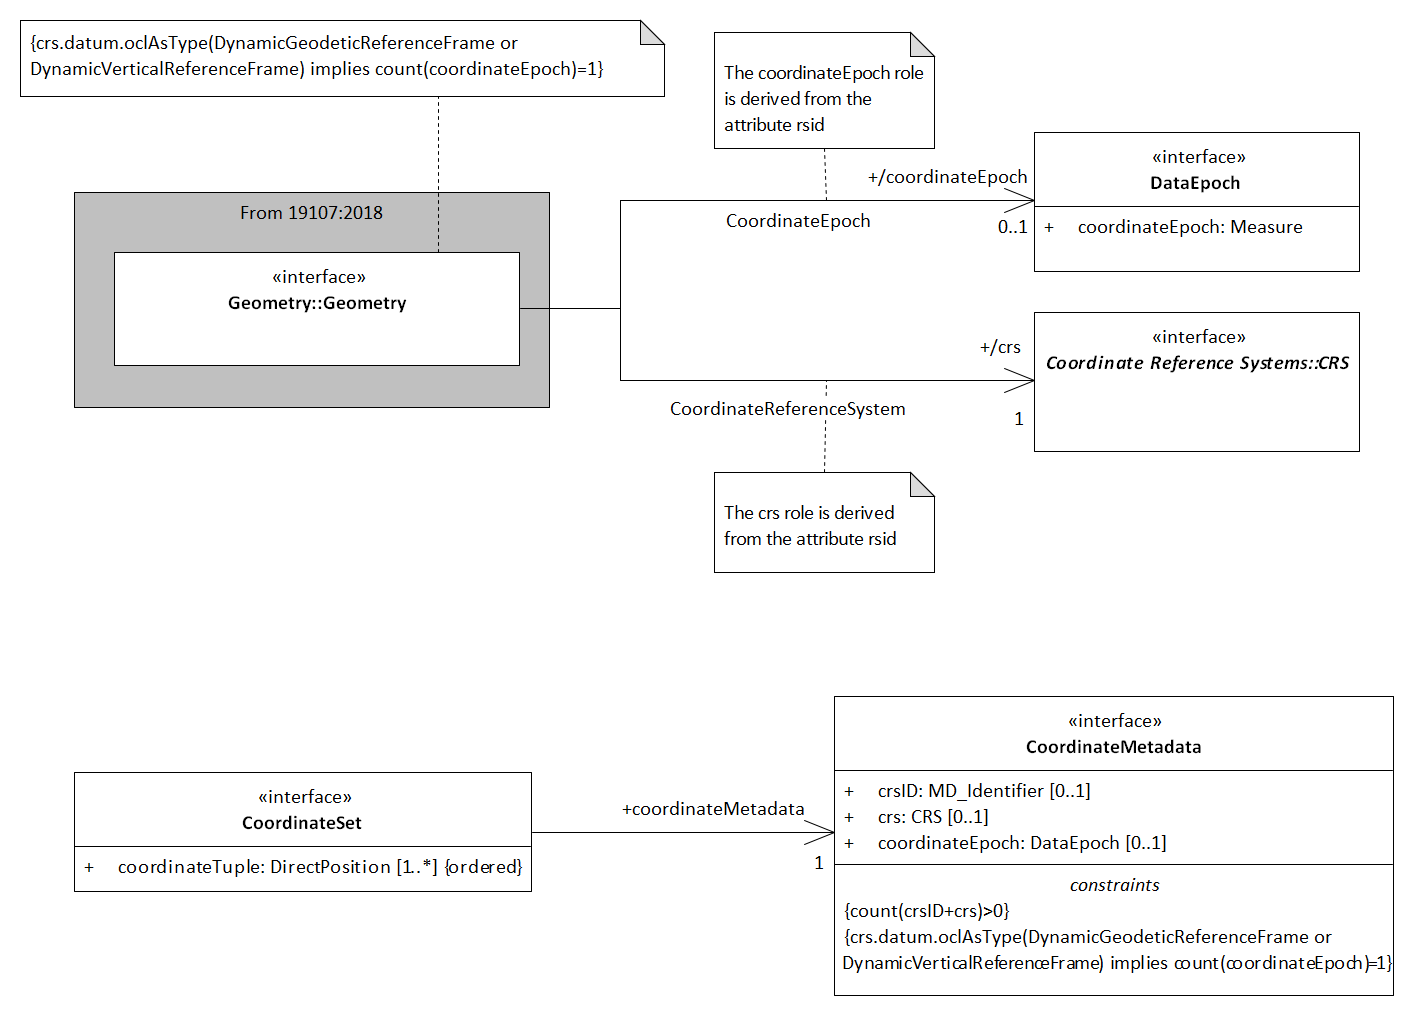 {crs.datum.oclAsType(DynamicGeodeticReferenceFrame or
DynamicVerticalReferenceFrame) implies count(coordinateEpoch)=1}
The coordinateEpoch role
is derived from the
attribute rsid
From 19107:2018
«interface»
Geometry::Geometry
+/coordinateEpoch
CoordinateEpoch
0..1
«interface»
DataEpoch
+ coordinateEpoch: Measure
+/crs
CoordinateReferenceSystem
1
«interface»
Coordinate Reference Systems::CRS
The crs role is derived
from the attribute rsid
«interface»
CoordinateSet
+ coordinateTuple: DirectPosition [1..*] {ordered}
+coordinateMetadata
1
«interface»
CoordinateMetadata
+ crsID: MD_Identifier [0..1]
+ crs: CRS [0..1]
+ coordinateEpoch: DataEpoch [0..1]
constraints
{count(crsID+crs)>0}
{crs.datum.oclAsType(DynamicGeodeticReferenceFrame or
DynamicVerticalReferenceFrame) implies count(coordinateEpoch)=1}